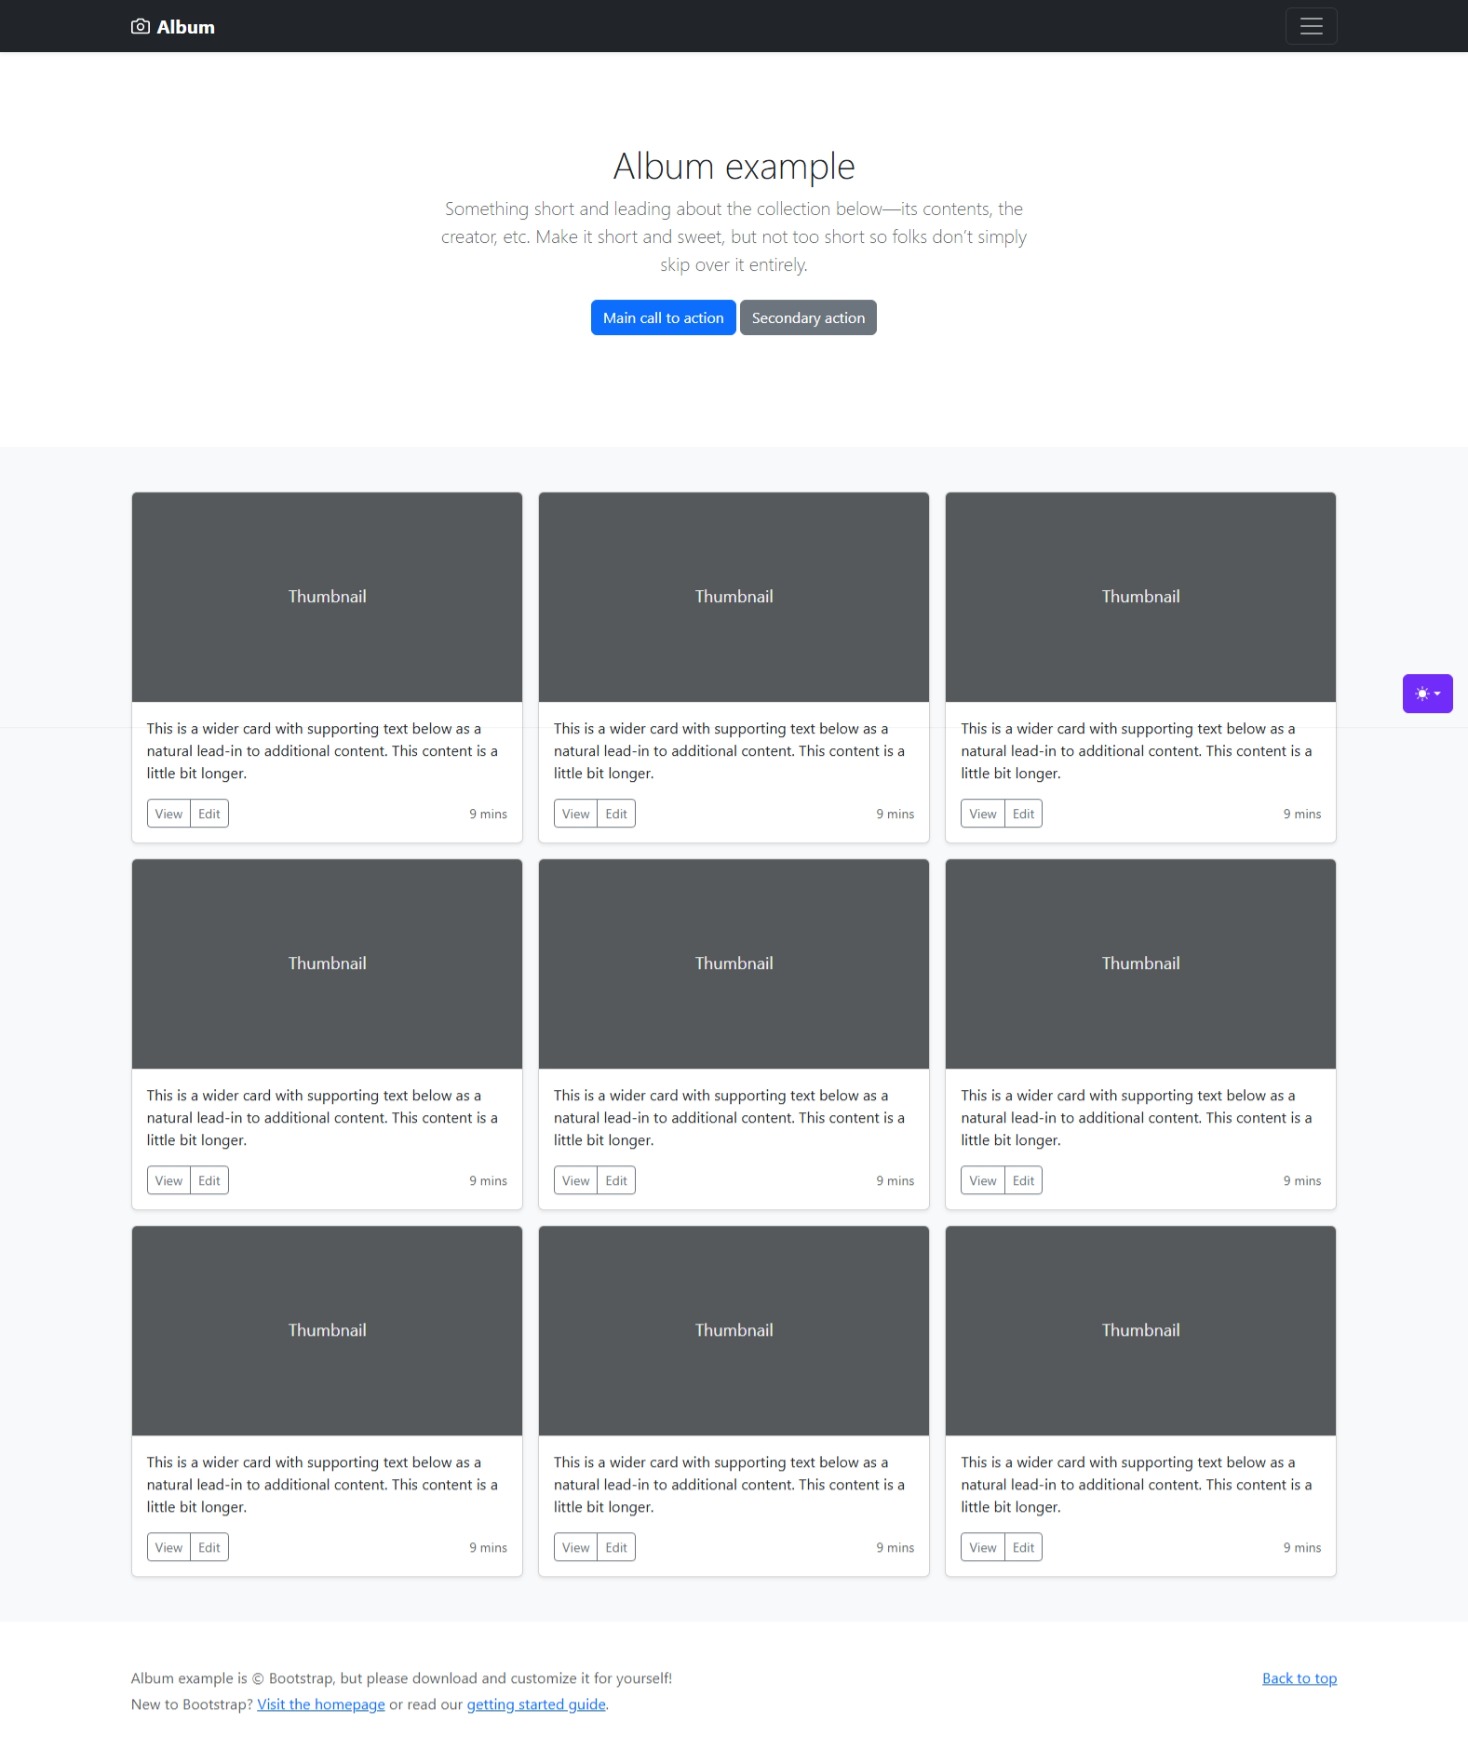 Album
Album example
Something short and leading about the collection below—its contents, the
creator, etc. Make it short and sweet, but not too short so folks don’t simply
skip over it entirely.
Main call to action Secondary action
Thumbnail
This is a wider card with supporting text below as a
natural lead-in to additional content. This content is a
little bit longer.
View Edit 9 mins
Thumbnail
This is a wider card with supporting text below as a
natural lead-in to additional content. This content is a
little bit longer.
View Edit 9 mins
Thumbnail
This is a wider card with supporting text below as a
natural lead-in to additional content. This content is a
little bit longer.
View Edit 9 mins
Thumbnail
This is a wider card with supporting text below as a
natural lead-in to additional content. This content is a
little bit longer.
View Edit 9 mins
Thumbnail
This is a wider card with supporting text below as a
natural lead-in to additional content. This content is a
little bit longer.
View Edit 9 mins
Thumbnail
This is a wider card with supporting text below as a
natural lead-in to additional content. This content is a
little bit longer.
View Edit 9 mins
Thumbnail
This is a wider card with supporting text below as a
natural lead-in to additional content. This content is a
little bit longer.
View Edit 9 mins
Thumbnail
This is a wider card with supporting text below as a
natural lead-in to additional content. This content is a
little bit longer.
View Edit 9 mins
Thumbnail
This is a wider card with supporting text below as a
natural lead-in to additional content. This content is a
little bit longer.
View Edit 9 mins
Album example is © Bootstrap, but please download and customize it for yourself!
New to Bootstrap? Visit the homepage or read our getting started guide.
Back to top